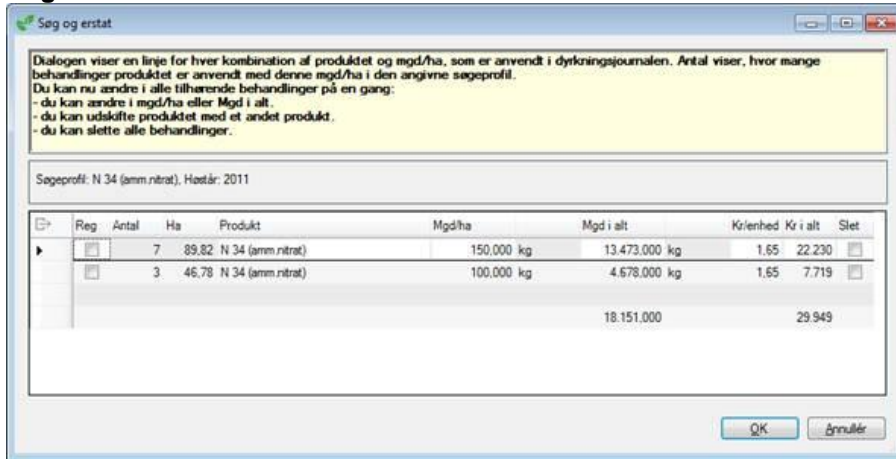 Søg og erstat
Dialogen viser en linje for hver kombination af produktet og mgd/ha, som er anvendt i dyrkningsjournalen. Antal viser, hvor mange
behandlinger produktet er anvendt med denne mgd/ha i den angivne søgeprofil.
Du kan nu ændre i alle tilhørende behandlinger på en gang:
- du kan ændre i mgd/ha eller Mgd i alt.
- du kan udskifte produktet med et andet produkt.
- du kan slette alle behandlinger.
Søgeprofil: N 34 (amm.nitrat), Høstår: 2011
Reg Antal Ha Produkt Mgd/ha Mgd i alt Kr/enhed Kr i alt Slet
7 89,82 N 34 (amm.nitrat) 150,000 kg 13.473,000 kg 1,65 22.230
3 46,78 N 34 (amm.nitrat) 100,000 kg 4.678,000 kg 1,65 7.719
18.151,000 29.949
OK Annullér